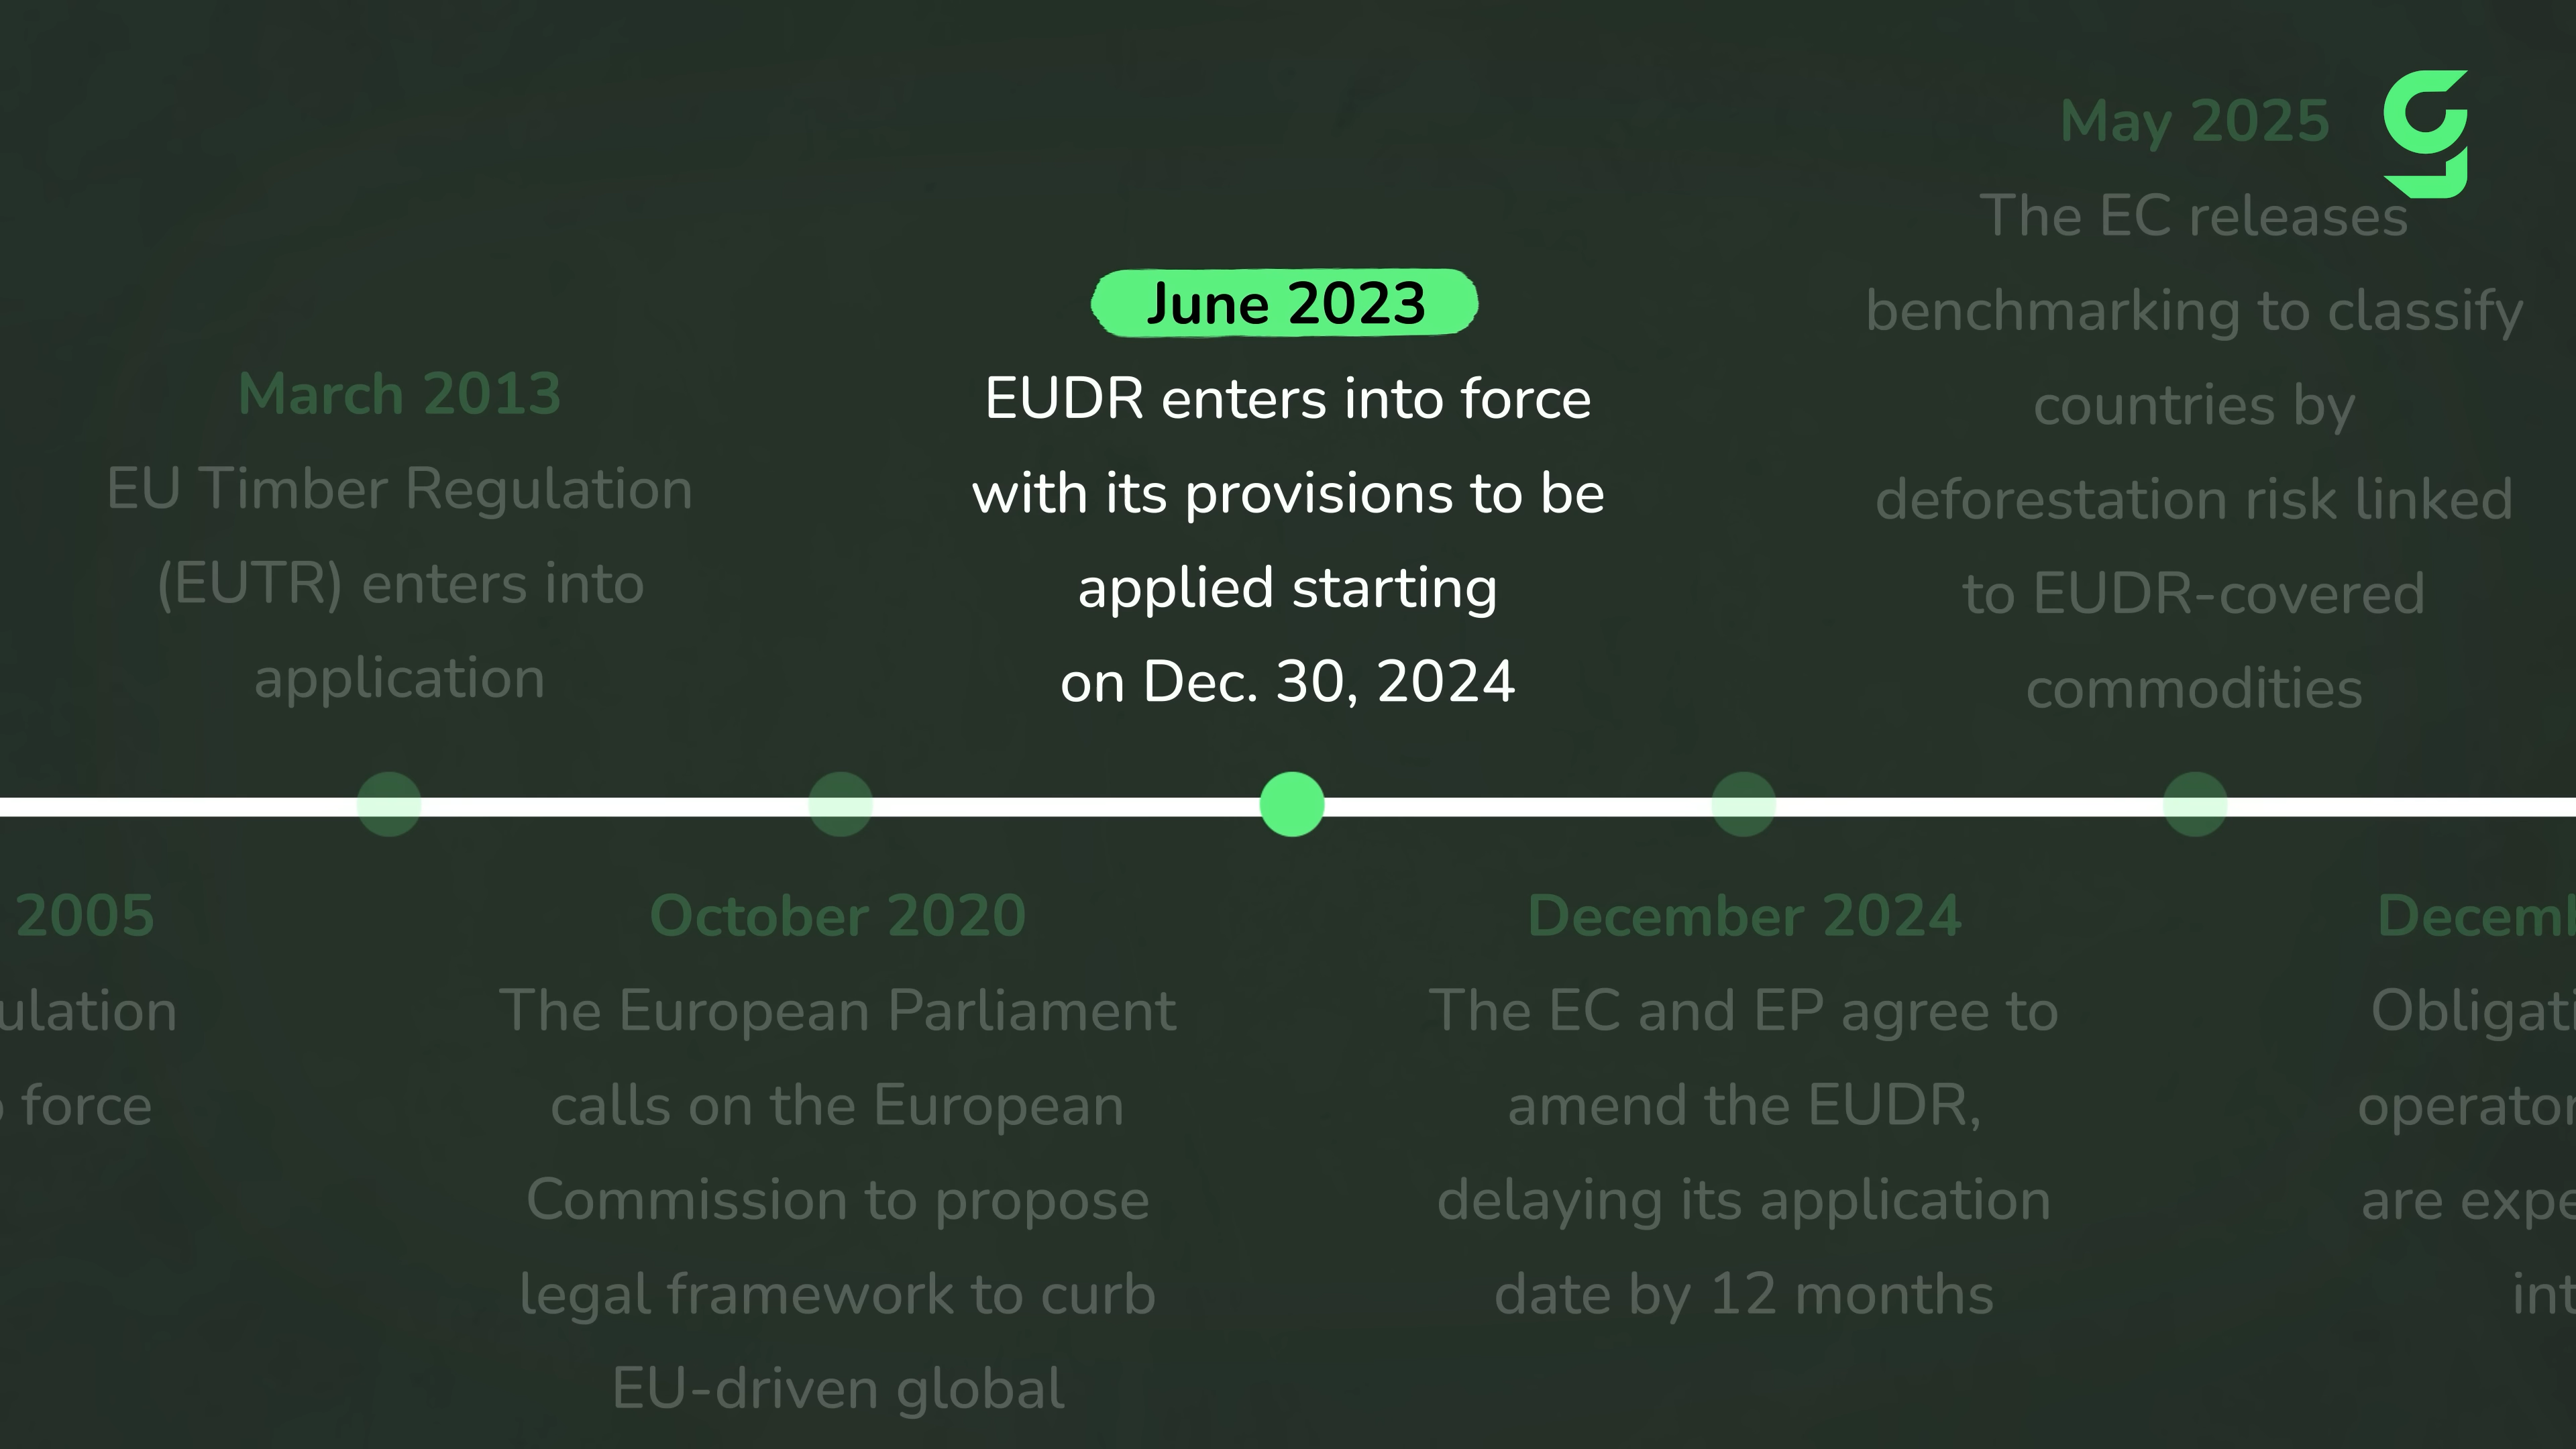 March 2013
EU Timber Regulation
(EUTR) enters into
application
June 2023
EUDR enters into force
with its provisions to be
applied starting
on Dec. 30, 2024
May 2025
The EC releases
benchmarking to classify
countries by
deforestation risk linked
to EUDR-covered
commodities
2005
force
October 2020
The European Parliament
calls on the European
Commission to propose
legal framework to curb
EU-driven global
December 2024
The EC and EP agree to
amend the EUDR,
delaying its application
date by 12 months
are